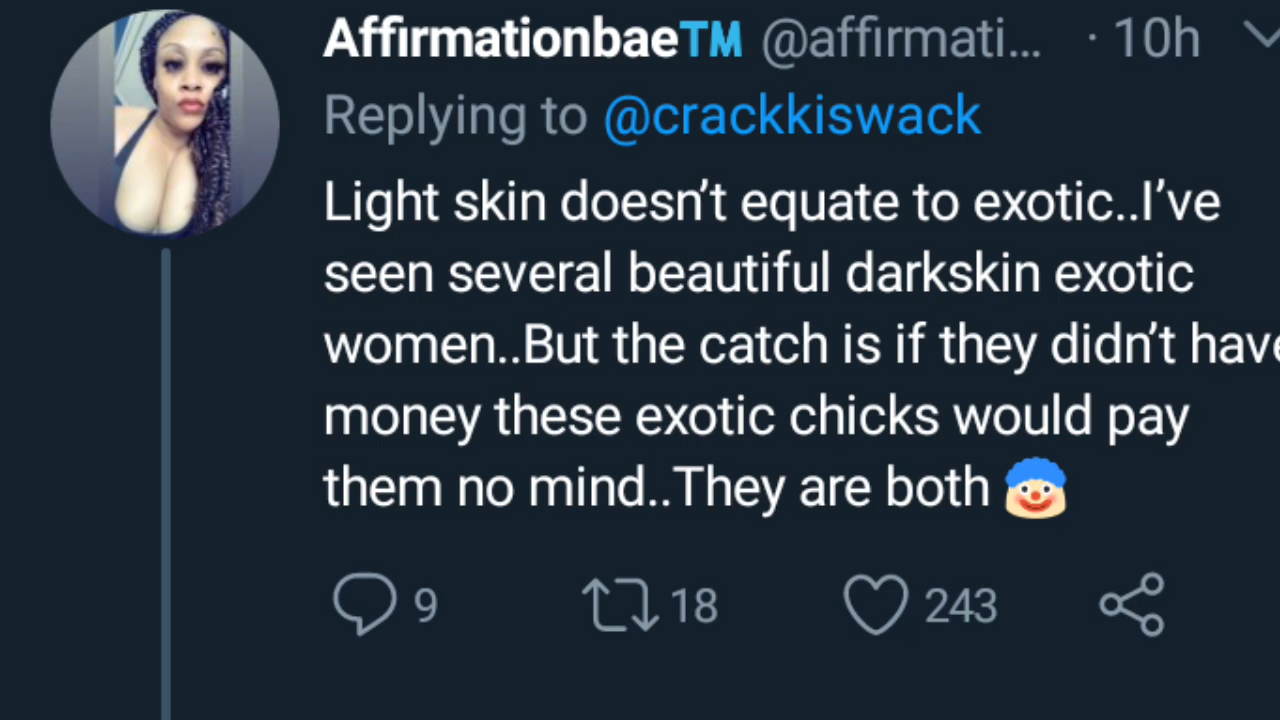 Affirmationbae™ @affirmati... · 10h
Replying to @crackkiswack
Light skin doesn't equate to exotic..I've
seen several beautiful darkskin exotic
women..But the catch is if they didn't have
money these exotic chicks would pay
them no mind..They are both 🤡
9 18 243